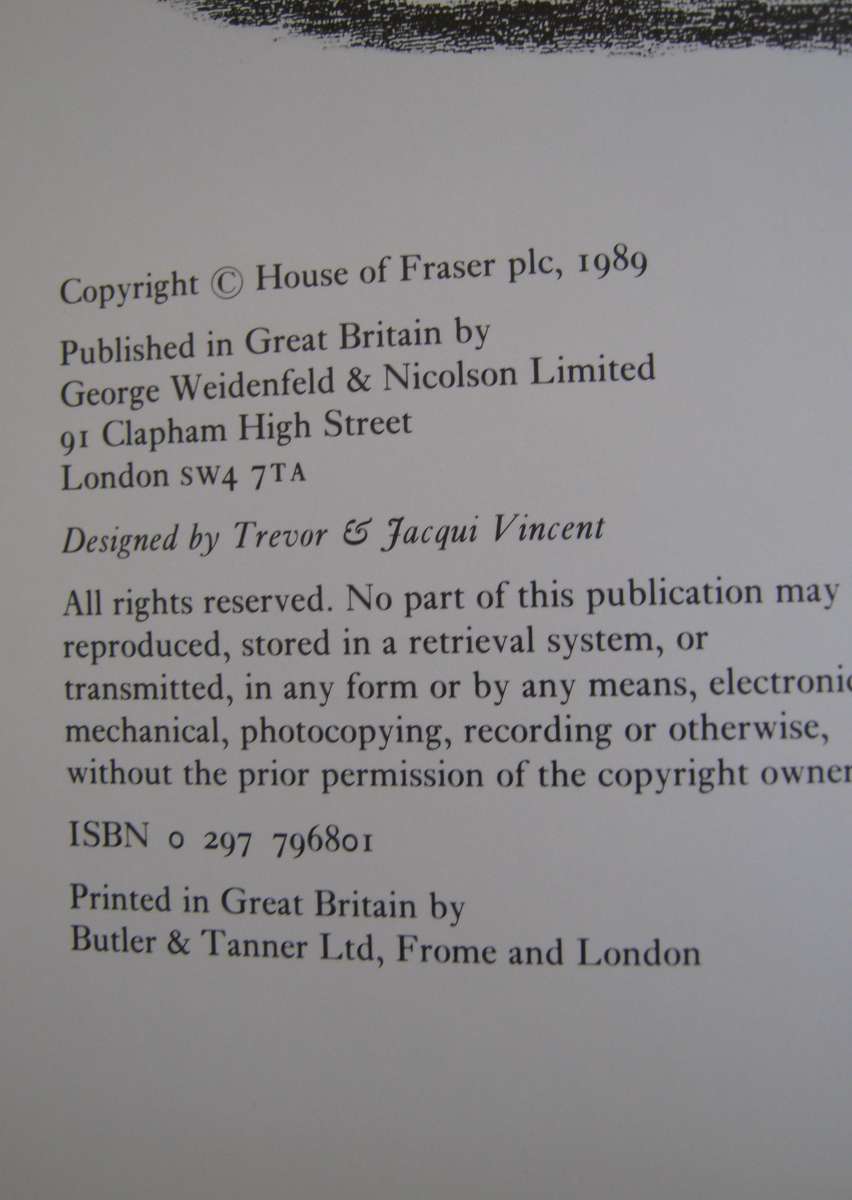 Copyright © House of Fraser plc, 1989
Published in Great Britain by
George Weidenfeld & Nicolson Limited
91 Clapham High Street
London SW4 7TA
Designed by Trevor & Jacqui Vincent
All rights reserved. No part of this publication may
reproduced, stored in a retrieval system, or
transmitted, in any form or by any means, electronic
mechanical, photocopying, recording or otherwise,
without the prior permission of the copyright owner
ISBN 0 297 796801
Printed in Great Britain by
Butler & Tanner Ltd, Frome and London